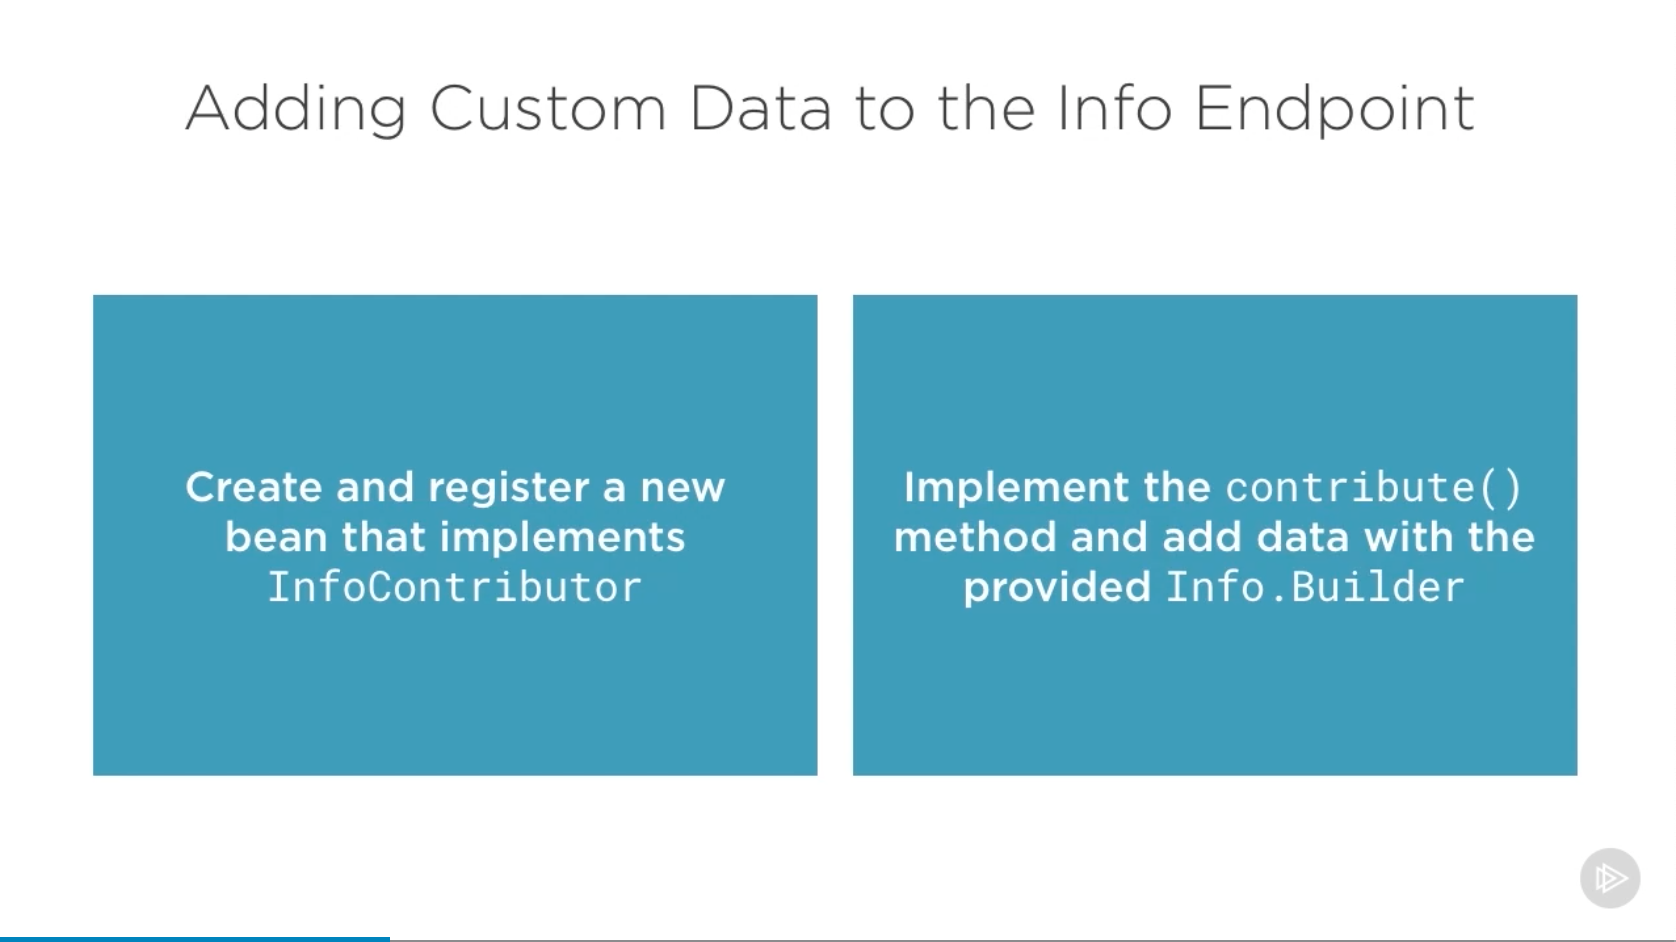 Adding Custom Data to the Info Endpoint
Create and register a new
bean that implements
InfoContributor
Implement the contribute()
method and add data with the
provided Info.Builder